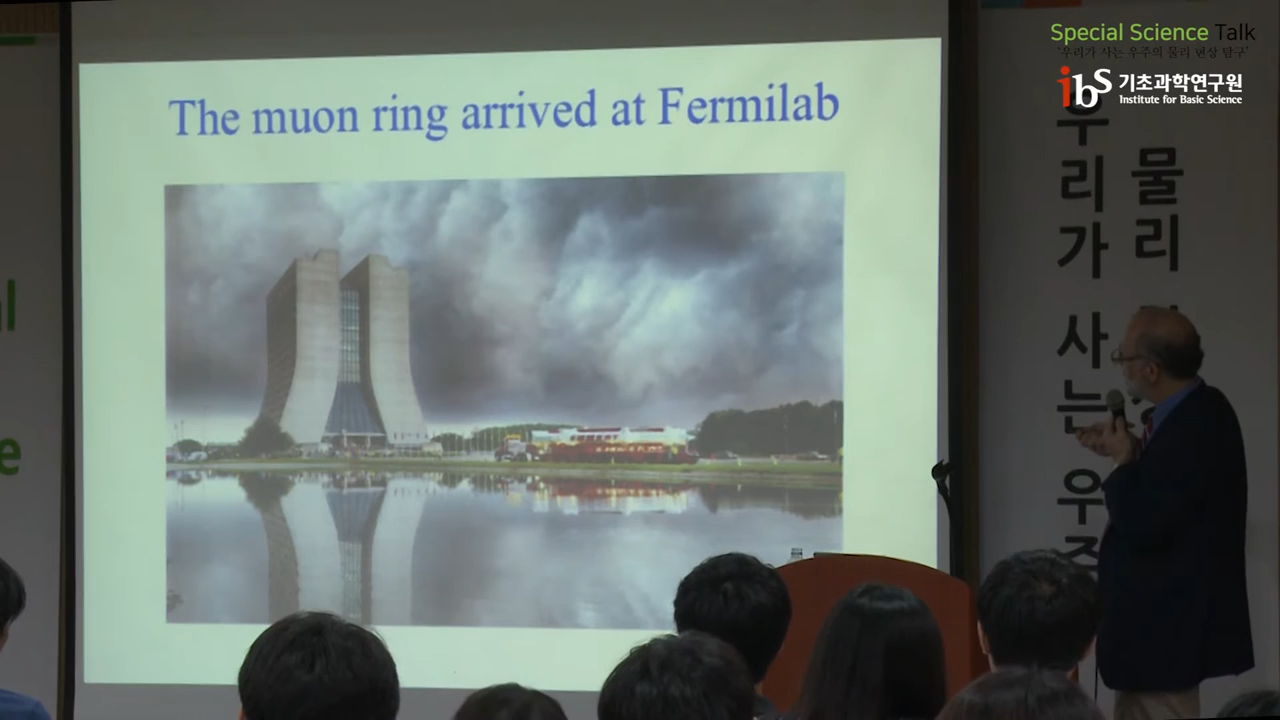 The muon ring arrived at Fermilab
Special Science Talk
'우리가 사는 우주의 물리 현상 탐구'
ibS 기초과학연구원
Institute for Basic Science
물리
우리가 사는 우주
l
e